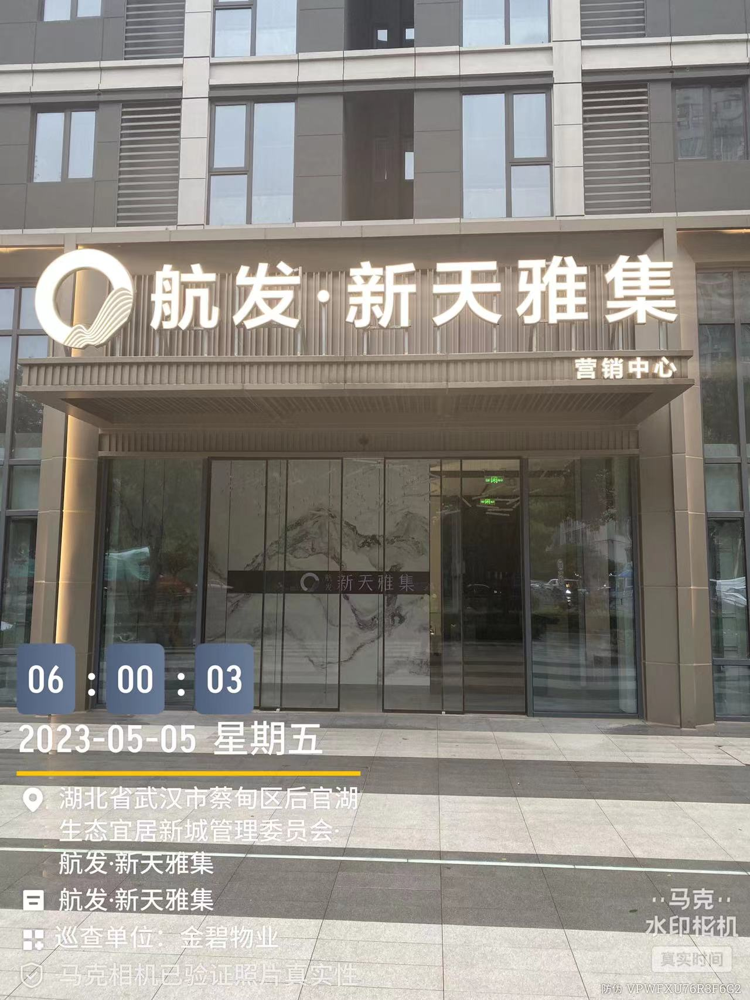 航发·新天雅集
营销中心
航发 新天雅集
06:00:03
2023-05-05 星期五
湖北省武汉市蔡甸区后官湖
生态宜居新城管理委员会·
航发·新天雅集
航发·新天雅集
巡查单位：金碧物业
马克相机已验证照片真实性
马克
水印相机
真实时间
防伪 VPWFXU76R3F6G2